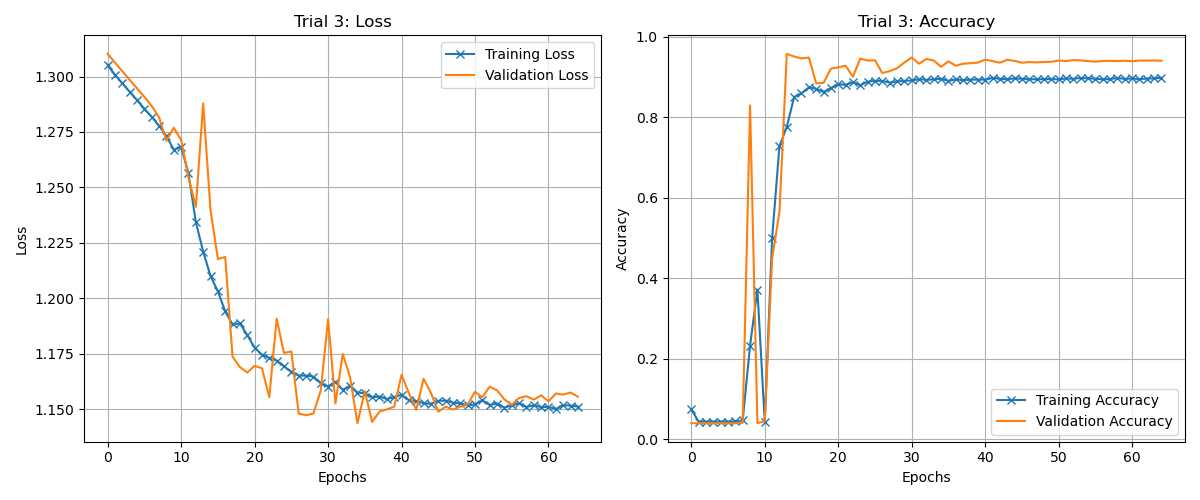 Trial 3: Loss
Training Loss
Validation Loss
1.300
1.275
1.250
1.225
1.200
1.175
1.150
Loss
0
10
20
30
40
50
60
Epochs
Trial 3: Accuracy
1.0
0.8
0.6
0.4
0.2
0.0
Accuracy
Training Accuracy
Validation Accuracy
0
10
20
30
40
50
60
Epochs